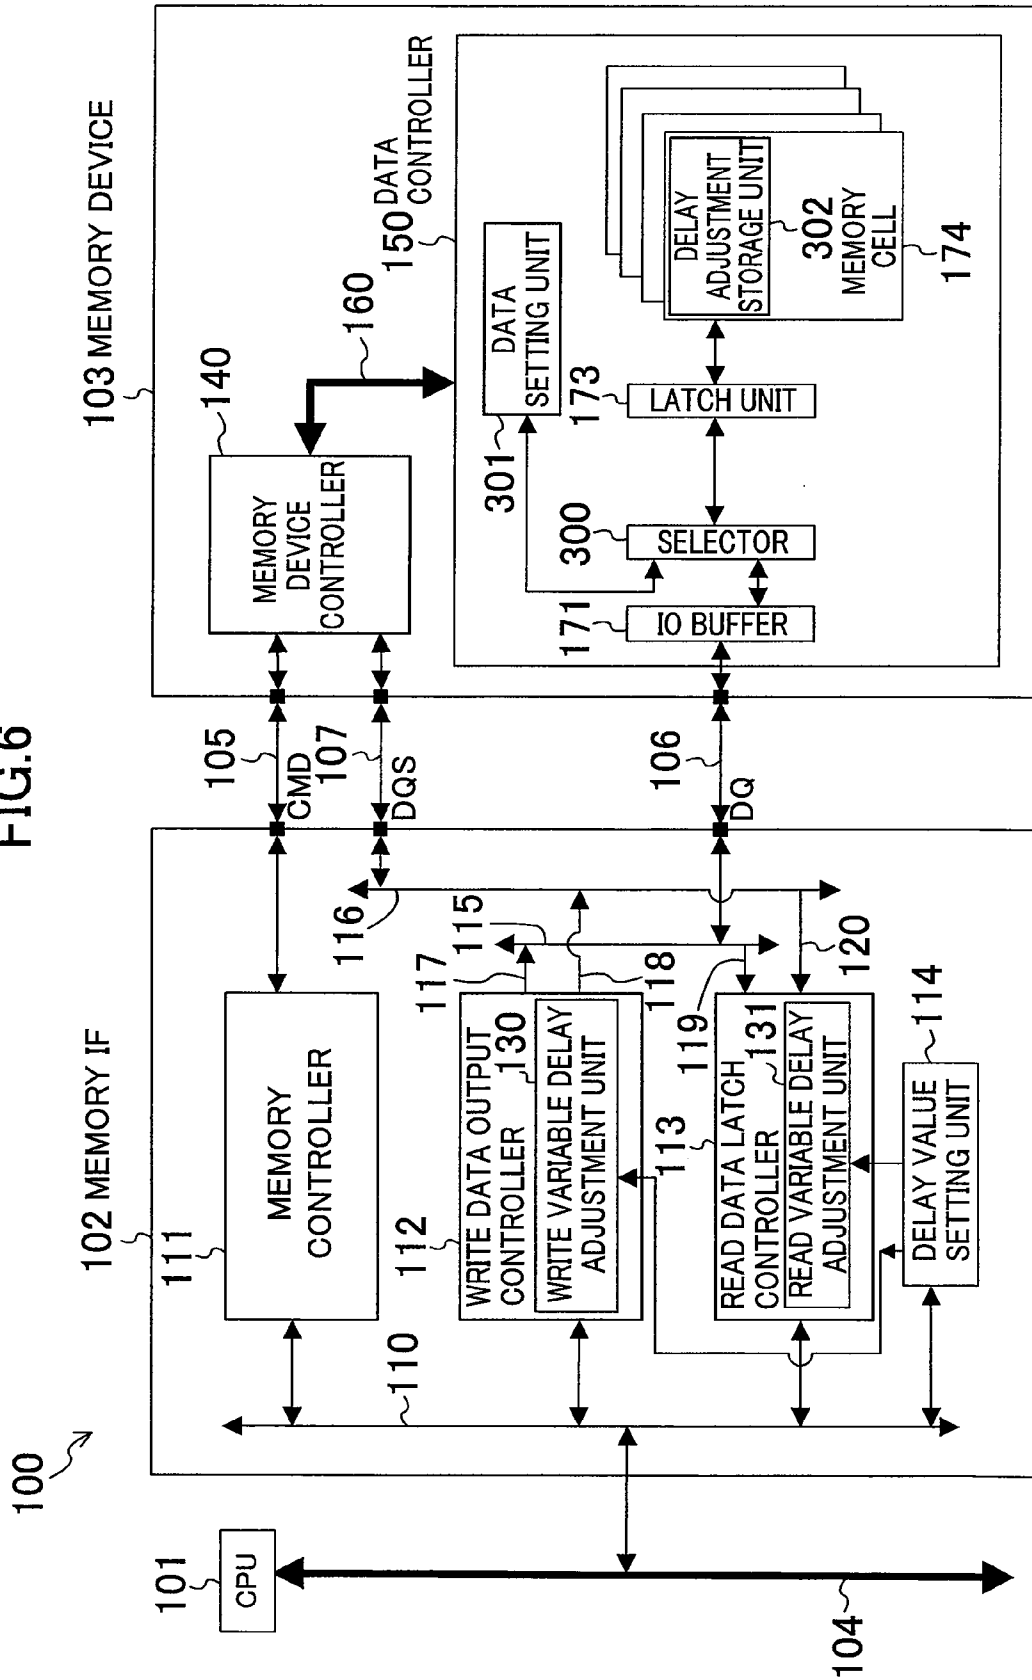 FIG.6
100
101
CPU
104
102 MEMORY IF
111
MEMORY
CONTROLLER
110
112
WRITE DATA OUTPUT
CONTROLLER
130
WRITE VARIABLE DELAY
ADJUSTMENT UNIT
117
115
116
118
113
READ DATA LATCH
CONTROLLER
131
READ VARIABLE DELAY
ADJUSTMENT UNIT
119
120
114
DELAY VALUE
SETTING UNIT
105
CMD
107
DQS
106
DQ
103 MEMORY DEVICE
140
MEMORY
DEVICE
CONTROLLER
160
150 DATA
CONTROLLER
171
IO BUFFER
300
SELECTOR
301
DATA
SETTING UNIT
173
LATCH UNIT
DELAY
ADJUSTMENT
STORAGE UNIT
302
MEMORY
CELL
174